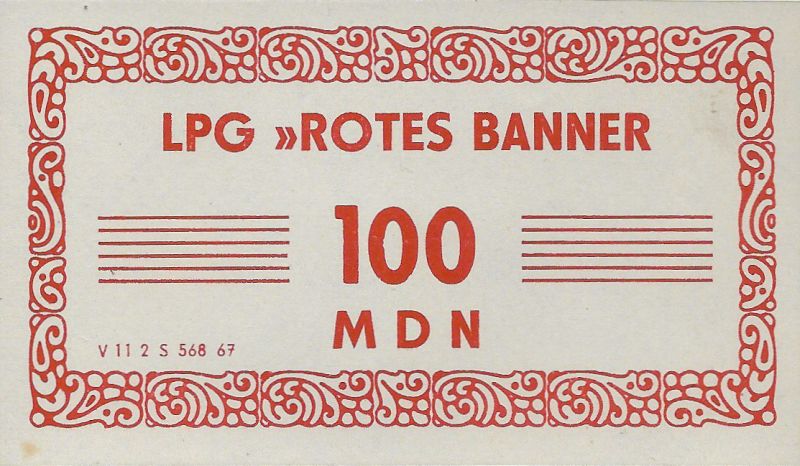 LPG »ROTES BANNER
100
MDN
V 11 2 S 568 67